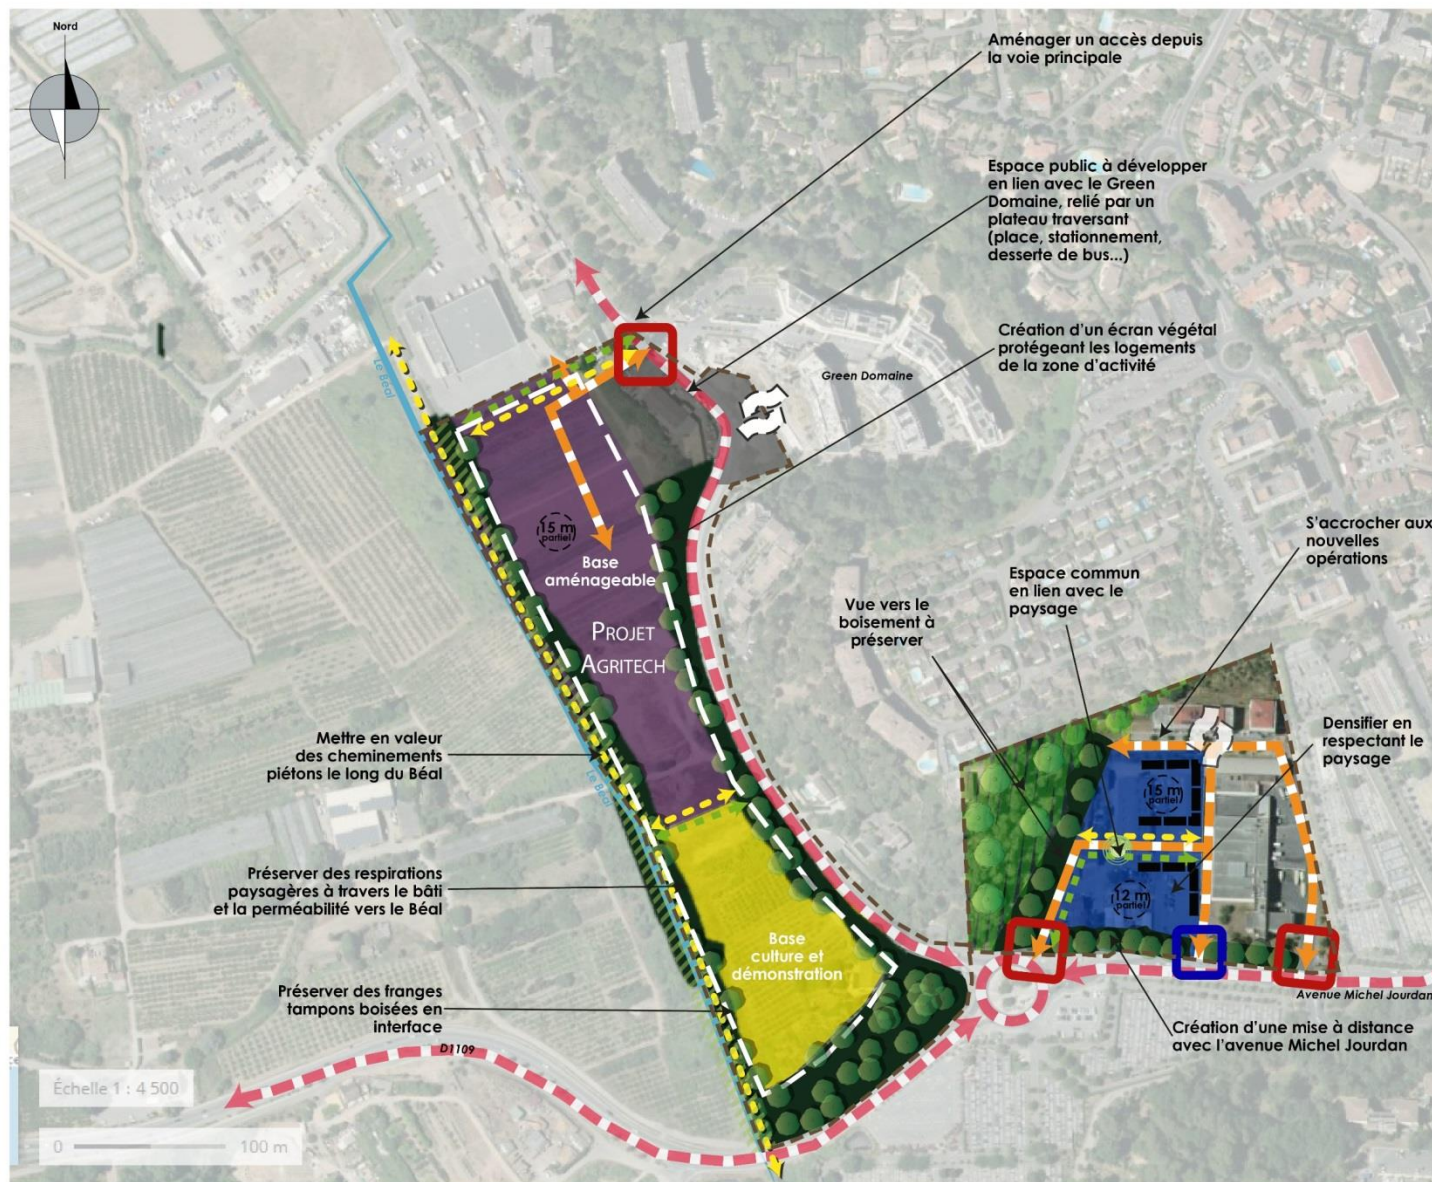 Nord
Aménager un accès depuis
la voie principale
Espace public à développer
en lien avec le Green
Domaine, relié par un
plateau traversant
(place, stationnement,
desserte de bus...)
Création d'un écran végétal
protégeant les logements
de la zone d'activité
Green Domaine
Le Béal
15 m
partiel
Base
aménageable
PROJET
AGRITECH
S'accrocher aux
nouvelles
opérations
Espace commun
en lien avec le
paysage
Vue vers le
boisement à
préserver
Densifier en
respectant le
paysage
Mettre en valeur
des cheminements
piétons le long du Béal
Le Béal
15 m
partiel
12 m
partiel
Préserver des respirations
paysagères à travers le bâti
et la perméabilité vers le Béal
Base
culture et
démonstration
Préserver des franges
tampons boisées en
interface
Avenue Michel Jourdan
Création d'une mise à distance
avec l'avenue Michel Jourdan
D1109
Échelle 1 : 4 500
0 100 m